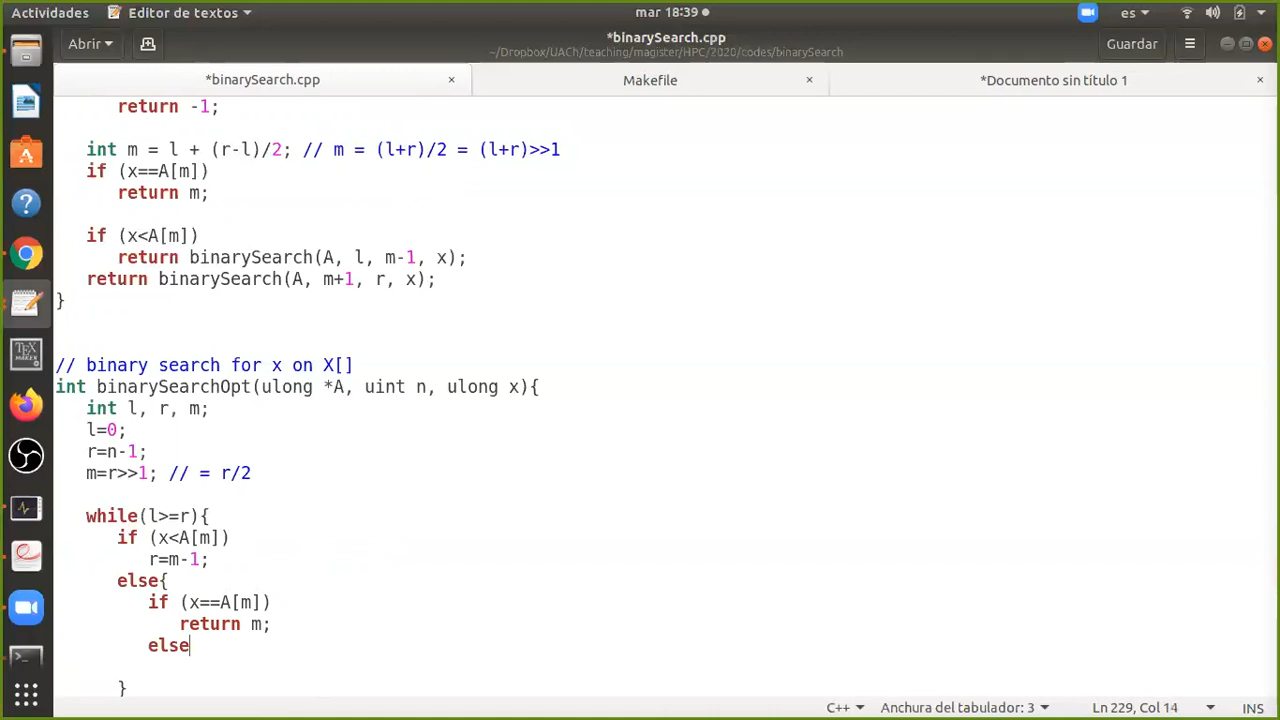 Actividades Editor de textos mar 18:39 es
Abrir *binarySearch.cpp Guardar
~/Dropbox/UACh/teaching/magister/HPC/2020/codes/binarySearch
*binarySearch.cpp × Makefile × *Documento sin título 1 ×
return -1;
int m = l + (r-l)/2; // m = (l+r)/2 = (l+r)>>1
if (x==A[m])
return m;
if (x<A[m])
return binarySearch(A, l, m-1, x);
return binarySearch(A, m+1, r, x);
}
// binary search for x on X[]
int binarySearchOpt(ulong *A, uint n, ulong x){
int l, r, m;
l=0;
r=n-1;
m=r>>1; // = r/2
while(l>=r){
if (x<A[m])
r=m-1;
else{
if (x==A[m])
return m;
else
}
C++ Anchura del tabulador: 3 Ln 229, Col 14 INS